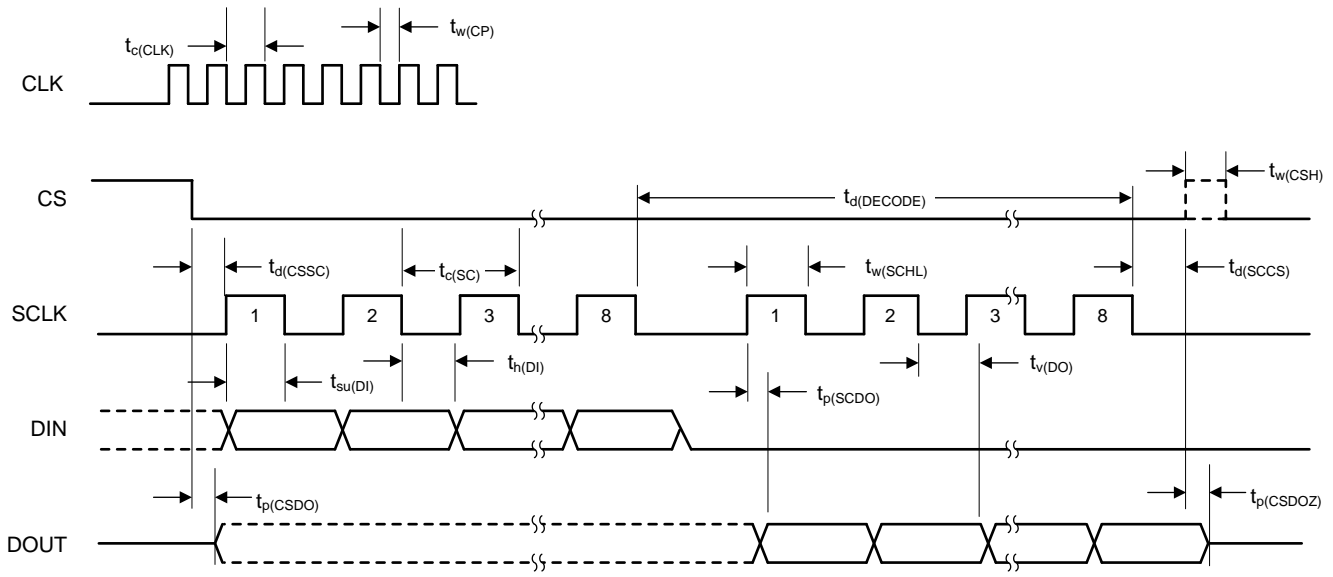 t_w(CP)
t_c(CLK)
CLK
t_w(CSH)
CS
t_d(DECODE)
t_d(CSSC)
t_c(SC)
t_w(SCHL)
t_d(SCCS)
SCLK
1 2 3 8 1 2 3 8
t_su(DI)
t_h(DI)
t_v(DO)
t_p(SCDO)
DIN
t_p(CSDO)
t_p(CSDOZ)
DOUT